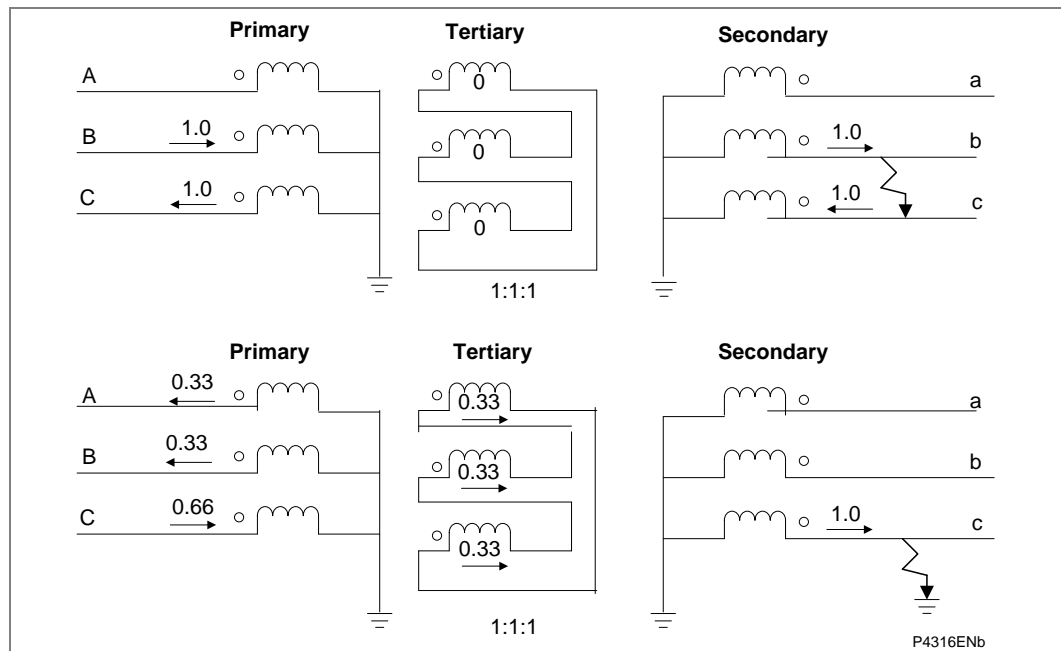 Primary Tertiary Secondary
A 0 a
B 1.0 0 1.0 b
C 1.0 0 1.0 c
1:1:1
Primary Tertiary Secondary
A 0.33 0.33 a
B 0.33 0.33 b
C 0.66 0.33 1.0 c
1:1:1
P4316ENb